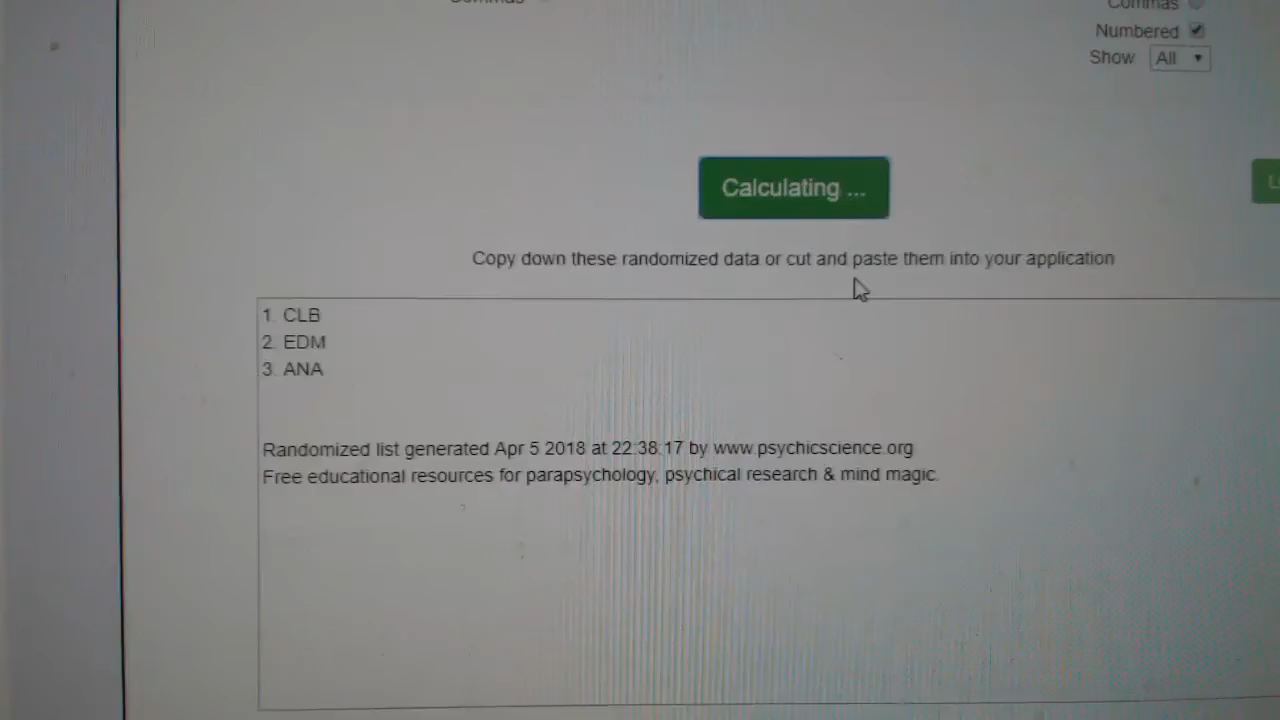 Commas
Numbered
Show All
Calculating ...
Copy down these randomized data or cut and paste them into your application
1. CLB
2. EDM
3. ANA
Randomized list generated Apr 5 2018 at 22:38:17 by www.psychicscience.org
Free educational resources for parapsychology, psychical research & mind magic.